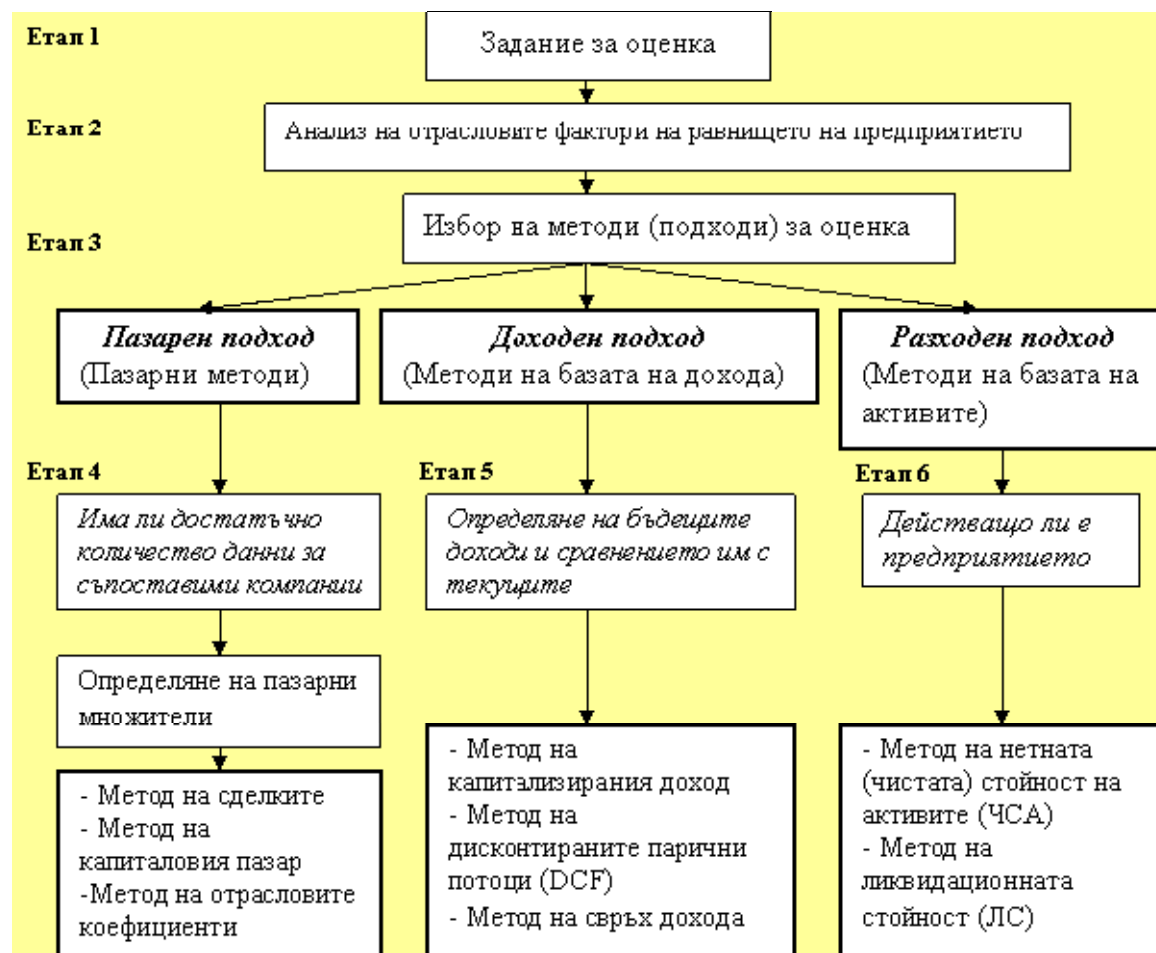 Етап 1
Задание за оценка
Етап 2
Анализ на отрасловите фактори на равнището на предприятието
Избор на методи (подходи) за оценка
Етап 3
Пазарен подход
(Пазарни методи)
Доходен подход
(Методи на базата на дохода)
Разходен подход
(Методи на базата на
активите)
Етап 4
Има ли достатъчно
количество данни за
съпоставими компании
Определяне на пазарни
множители
- Метод на сделките
- Метод на
капиталовия пазар
-Метод на отрасловите
коефициенти
Етап 5
Определяне на бъдещите
доходи и сравнението им с
текущите
- Метод на
капитализирания доход
- Метод на
дисконтираните парични
потоци (DCF)
- Метод на свръх дохода
Етап 6
Действащо ли е
предприятието
- Метод на нетната
(чистата) стойност на
активите (ЧСА)
- Метод на
ликвидационната
стойност (ЛС)